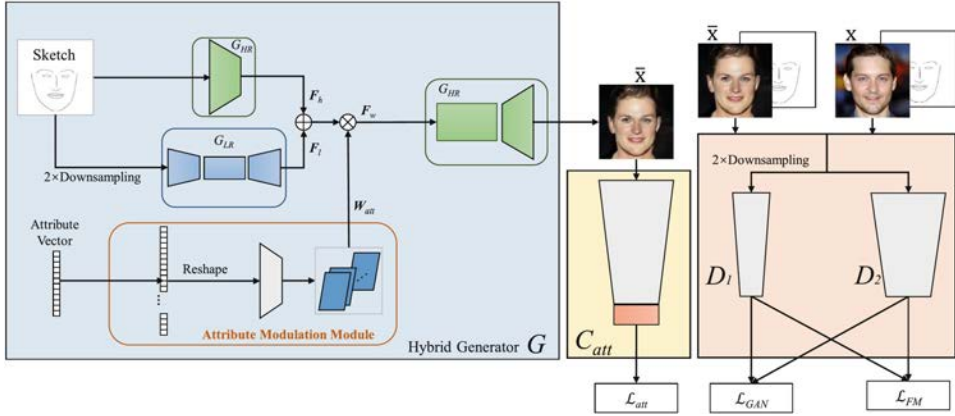 Sketch
G_HR
F_h
G_LR
F_l
2×Downsampling
F_w
G_HR
W_att
Attribute
Vector
Reshape
Attribute Modulation Module
Hybrid Generator G
x̄
C_att
ℒ_att
x̄
x
2×Downsampling
D_1
D_2
ℒ_GAN
ℒ_FM